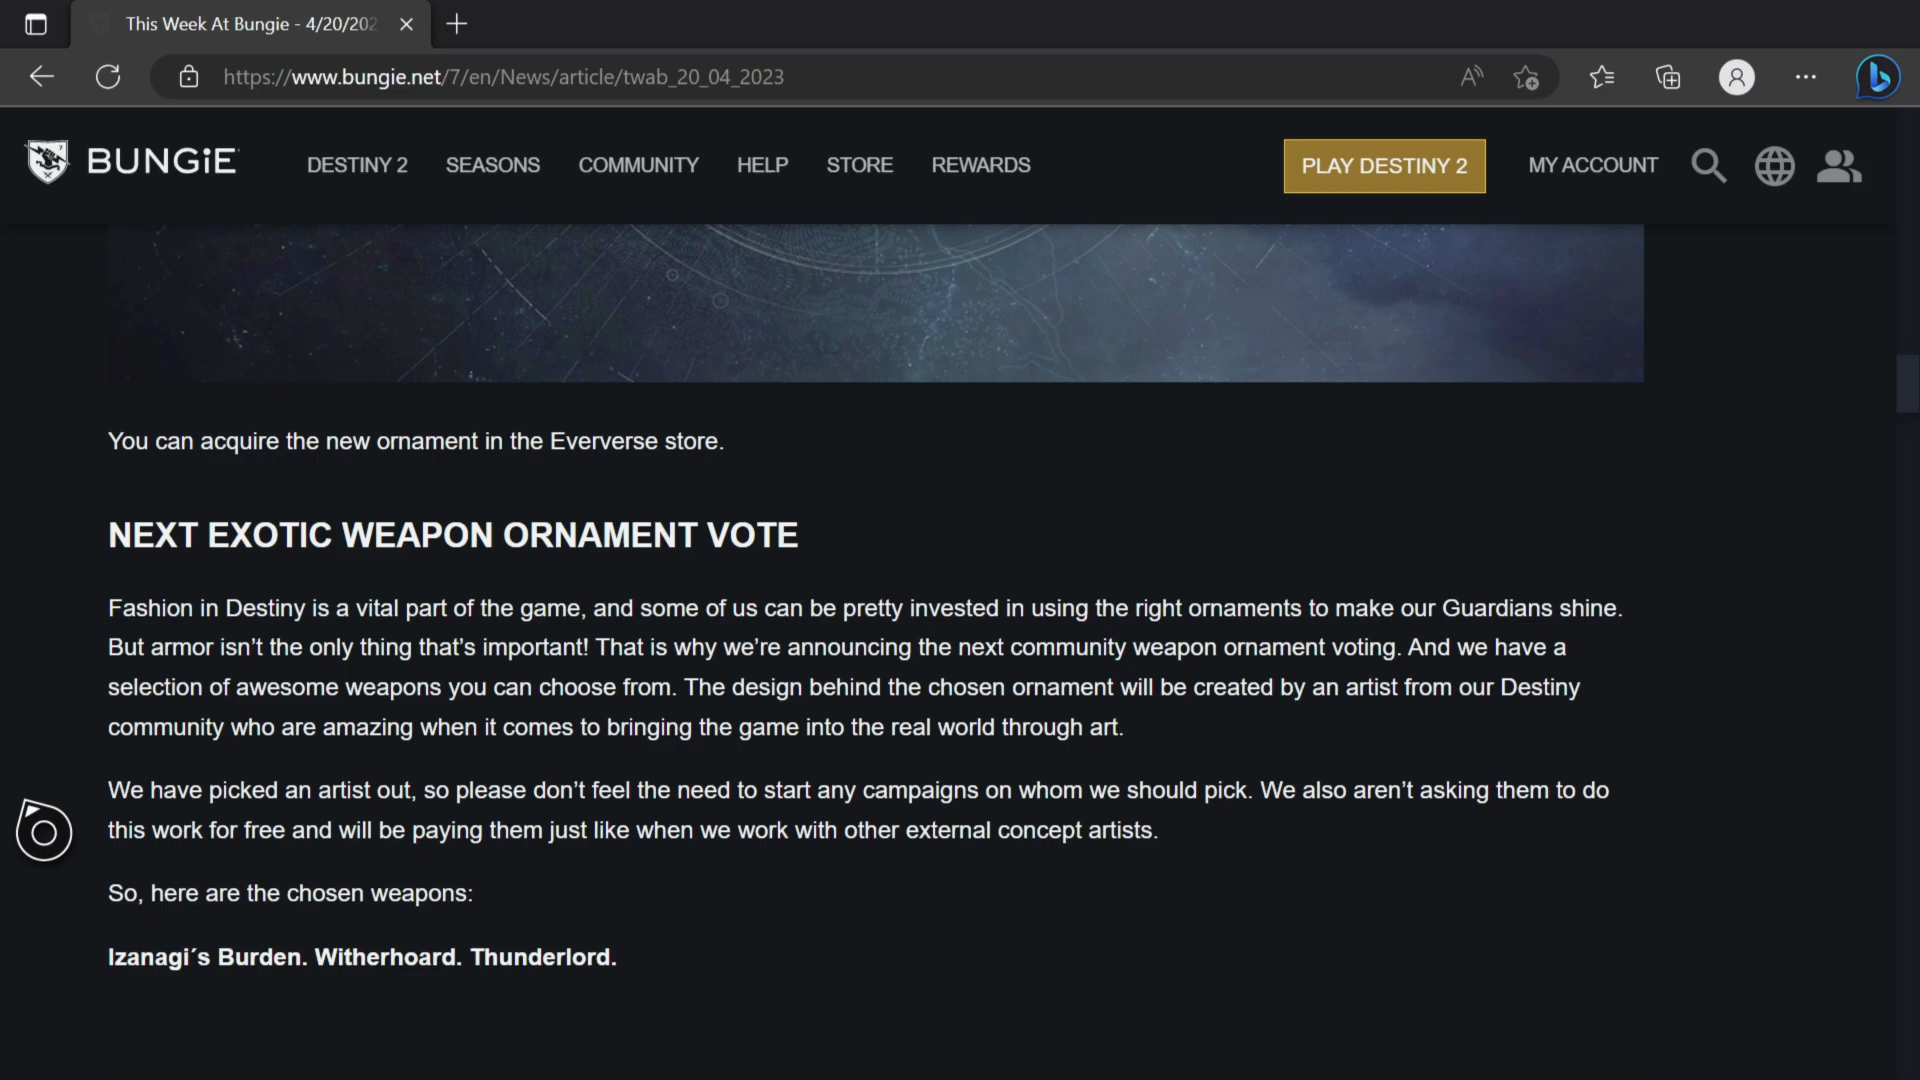 This Week At Bungie - 4/20/202
https://www.bungie.net/7/en/News/article/twab_20_04_2023
BUNGiE
DESTINY 2 SEASONS COMMUNITY HELP STORE REWARDS
PLAY DESTINY 2
MY ACCOUNT
You can acquire the new ornament in the Eververse store.
NEXT EXOTIC WEAPON ORNAMENT VOTE
Fashion in Destiny is a vital part of the game, and some of us can be pretty invested in using the right ornaments to make our Guardians shine.
But armor isn’t the only thing that’s important! That is why we’re announcing the next community weapon ornament voting. And we have a
selection of awesome weapons you can choose from. The design behind the chosen ornament will be created by an artist from our Destiny
community who are amazing when it comes to bringing the game into the real world through art.
We have picked an artist out, so please don’t feel the need to start any campaigns on whom we should pick. We also aren’t asking them to do
this work for free and will be paying them just like when we work with other external concept artists.
So, here are the chosen weapons:
Izanagi´s Burden. Witherhoard. Thunderlord.